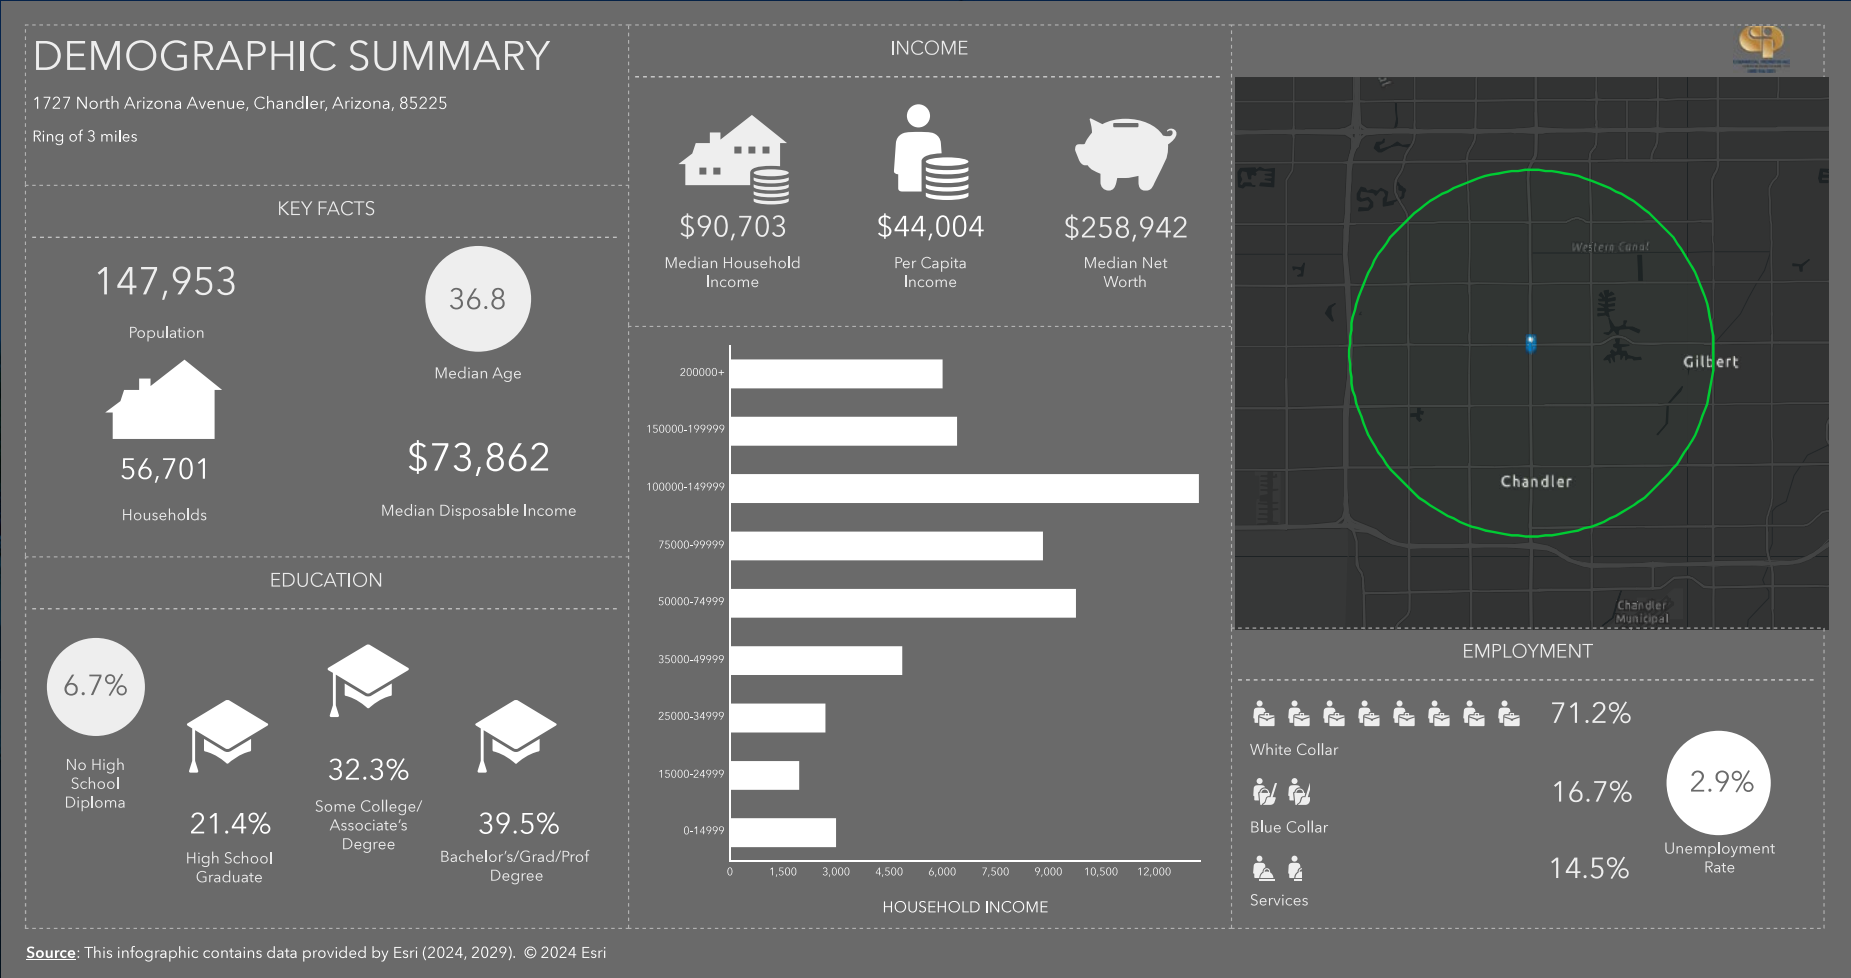 DEMOGRAPHIC SUMMARY
1727 North Arizona Avenue, Chandler, Arizona, 85225
Ring of 3 miles
KEY FACTS
147,953
Population
36.8
Median Age
56,701
Households
$73,862
Median Disposable Income
EDUCATION
6.7%
No High
School
Diploma
21.4%
High School
Graduate
32.3%
Some College/
Associate's
Degree
39.5%
Bachelor's/Grad/Prof
Degree
INCOME
$90,703
Median Household
Income
$44,004
Per Capita
Income
$258,942
Median Net
Worth
200000+
150000-199999
100000-149999
75000-99999
50000-74999
35000-49999
25000-34999
15000-24999
0-14999
0 1,500 3,000 4,500 6,000 7,500 9,000 10,500 12,000
HOUSEHOLD INCOME
Western Canal
Gilbert
Chandler
Chandler
Municipal
EMPLOYMENT
71.2%
White Collar
16.7%
Blue Collar
14.5%
Services
2.9%
Unemployment
Rate
Source: This infographic contains data provided by Esri (2024, 2029). © 2024 Esri